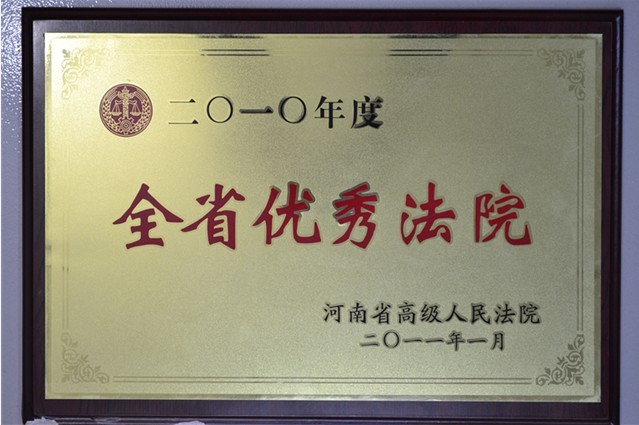 二〇一〇年度
全省优秀法院
河南省高级人民法院
二〇一一年一月